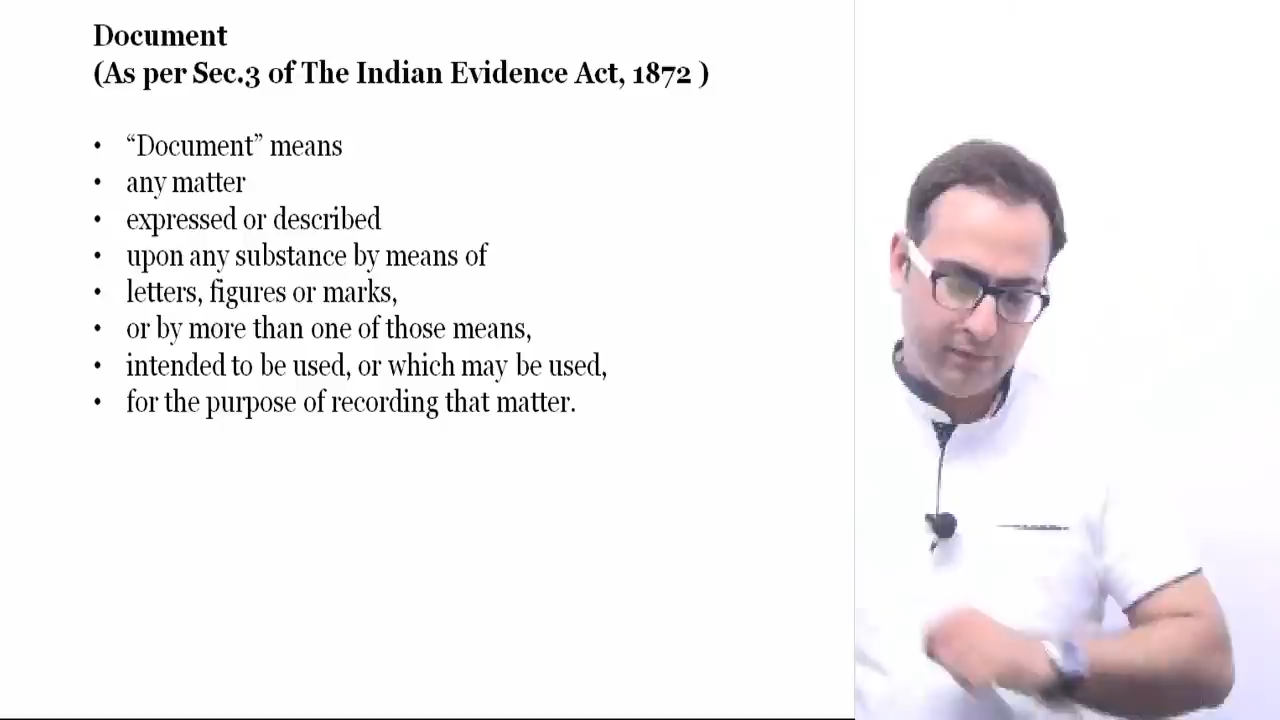 Document
(As per Sec.3 of The Indian Evidence Act, 1872 )
• “Document” means
• any matter
• expressed or described
• upon any substance by means of
• letters, figures or marks,
• or by more than one of those means,
• intended to be used, or which may be used,
• for the purpose of recording that matter.